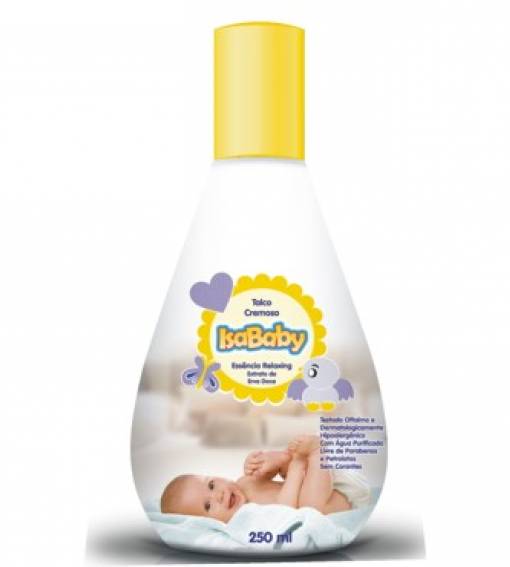 Talco
Cremoso
IsaBaby
Essência Relaxing
Extrato de
Erva Doce
Testado Oftalmo e
Dermatologicamente
Hipoalergênico
Com Água Purificada
Livre de Parabenos
e Petrolatos
Sem Corantes
250 ml